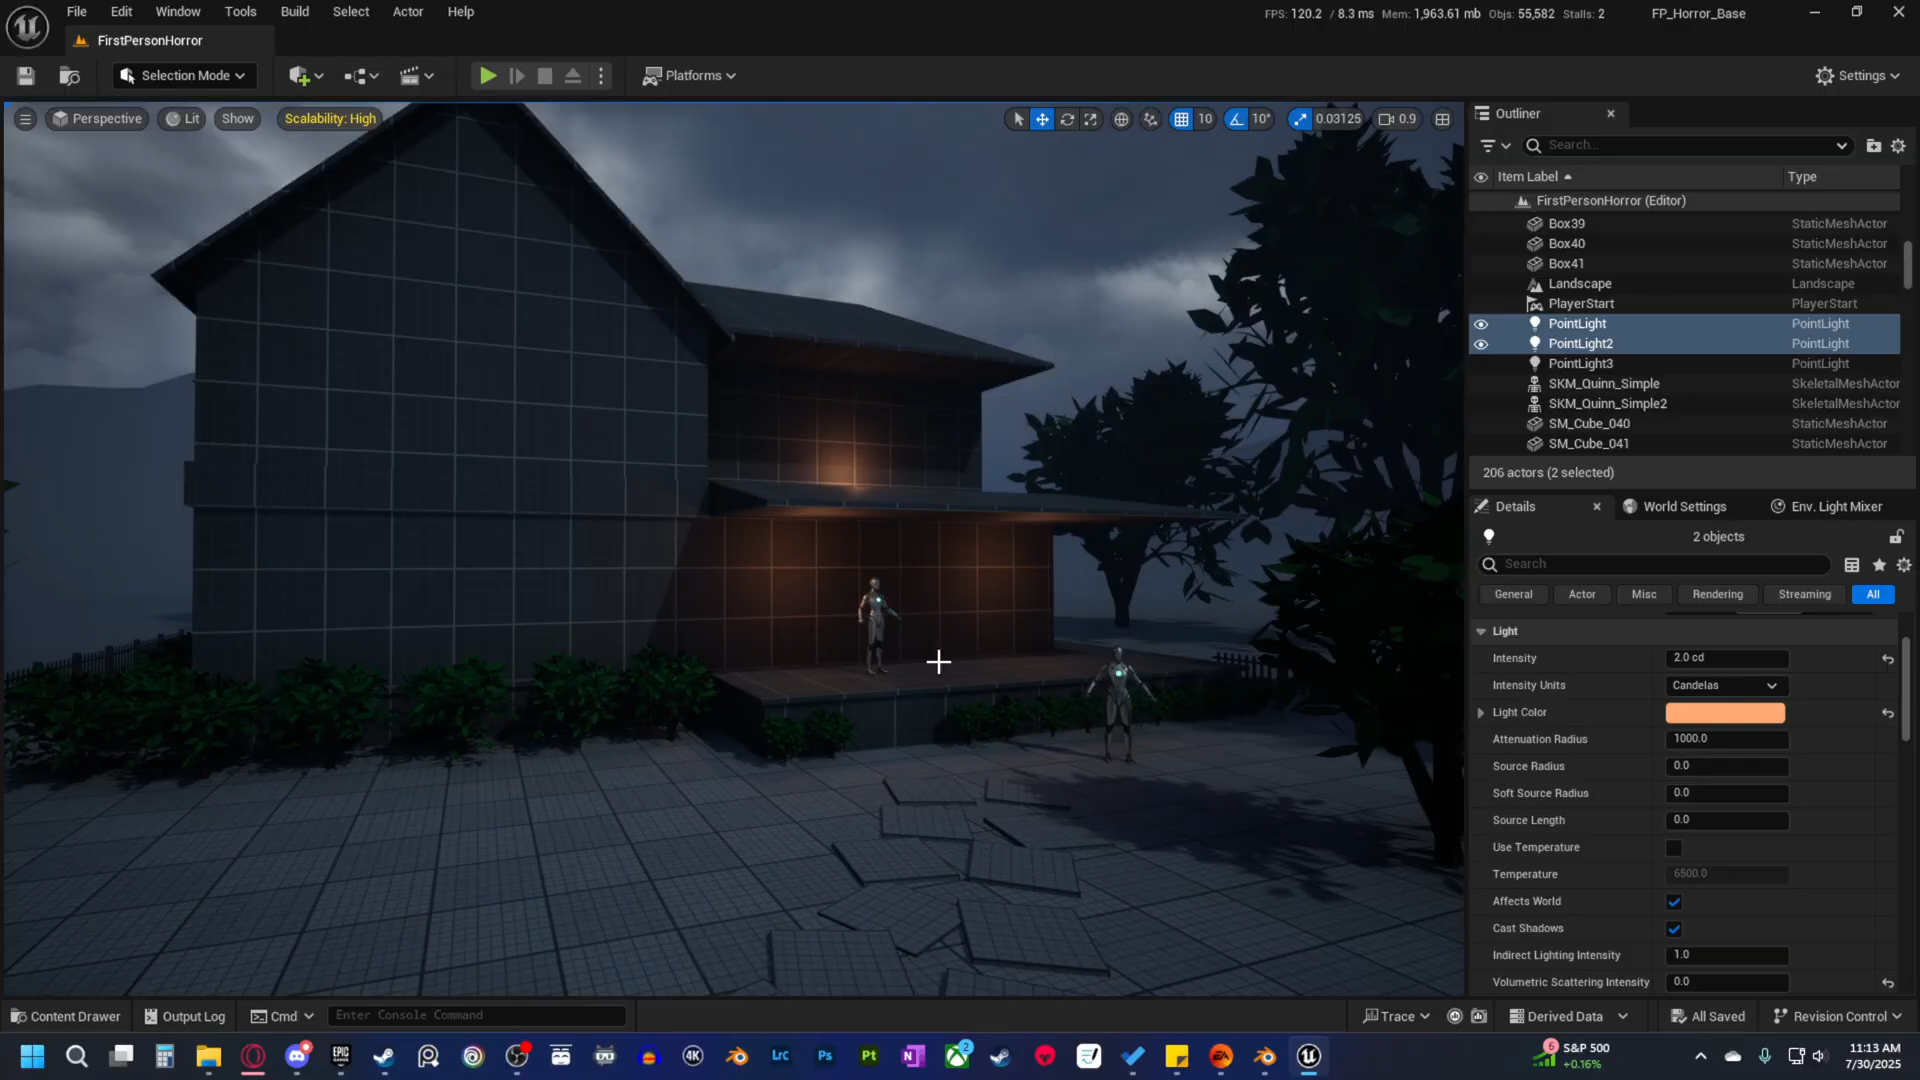 File Edit Window Tools Build Select Actor Help
FPS: 120.2 / 8.3 ms Mem: 1,963.61 mb Objs: 55,582 Stalls: 2 FP_Horror_Base
FirstPersonHorror
Selection Mode Platforms Settings
Perspective Lit Show Scalability: High 10 10° 0.03125 0.9
Outliner
Search...
Item Label Type
FirstPersonHorror (Editor)
Box39 StaticMeshActor
Box40 StaticMeshActor
Box41 StaticMeshActor
Landscape Landscape
PlayerStart PlayerStart
PointLight PointLight
PointLight2 PointLight
PointLight3 PointLight
SKM_Quinn_Simple SkeletalMeshActor
SKM_Quinn_Simple2 SkeletalMeshActor
SM_Cube_040 StaticMeshActor
SM_Cube_041 StaticMeshActor
206 actors (2 selected)
Details World Settings Env. Light Mixer
2 objects
Search
General Actor Misc Rendering Streaming All
Light
Intensity 2.0 cd
Intensity Units Candelas
Light Color
Attenuation Radius 1000.0
Source Radius 0.0
Soft Source Radius 0.0
Source Length 0.0
Use Temperature
Temperature 6500.0
Affects World
Cast Shadows
Indirect Lighting Intensity 1.0
Volumetric Scattering Intensity 0.0
Content Drawer Output Log Cmd Enter Console Command Trace Derived Data All Saved Revision Control
EPIC 4K Lrc Ps Pt N 2 EA 6 S&P 500 11:13 AM
+0.16% 7/30/2025